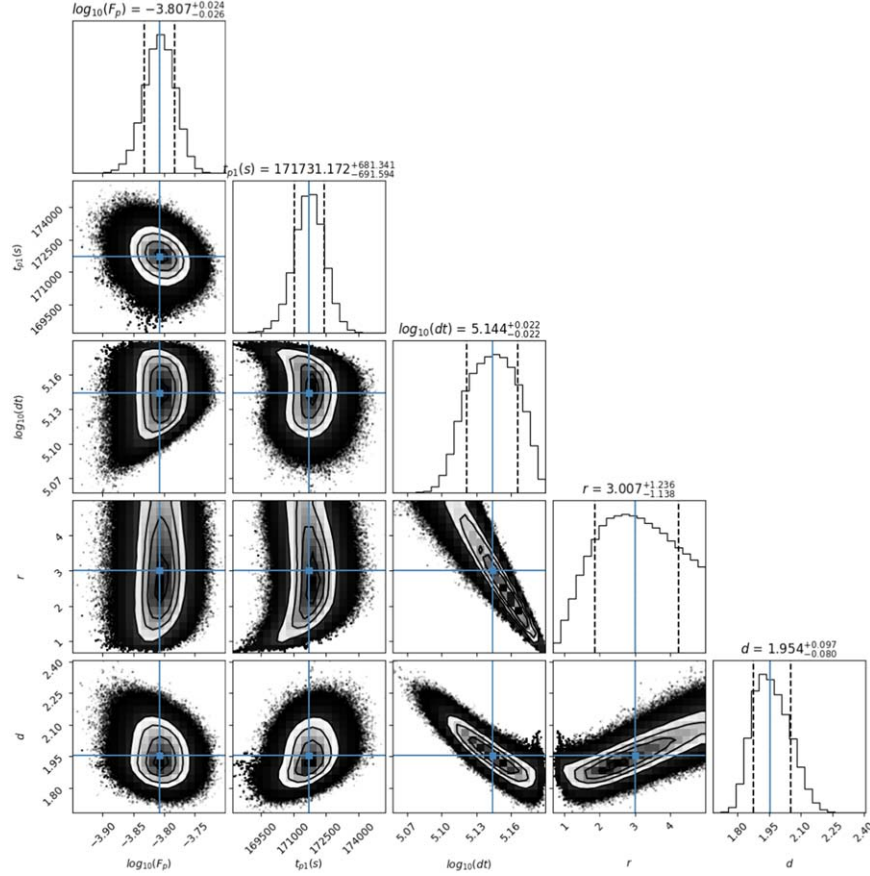 log10(Fp) = −3.807+0.024 −0.026
tp1(s) = 171731.172+681.341 −691.594
174000
172500
171000
169500
tp1(s)
log10(dt) = 5.144+0.022 −0.022
5.16
5.13
5.10
5.07
log10(dt)
r = 3.007+1.236 −1.138
4
3
2
1
r
d = 1.954+0.097 −0.080
2.40
2.25
2.10
1.95
1.80
d
−3.90 −3.85 −3.80 −3.75
log10(Fp)
169500 171000 172500 174000
tp1(s)
5.07 5.10 5.13 5.16
log10(dt)
1 2 3 4
r
1.80 1.95 2.10 2.25 2.40
d